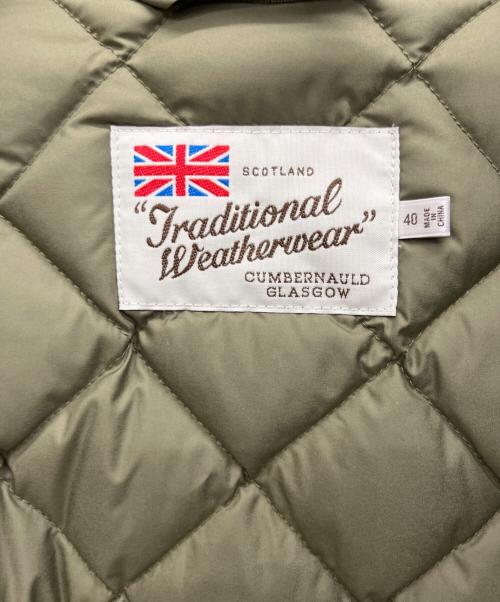 SCOTLAND
"Traditional
Weatherwear"
CUMBERNAULD
GLASGOW
40
MADE
IN
CHINA